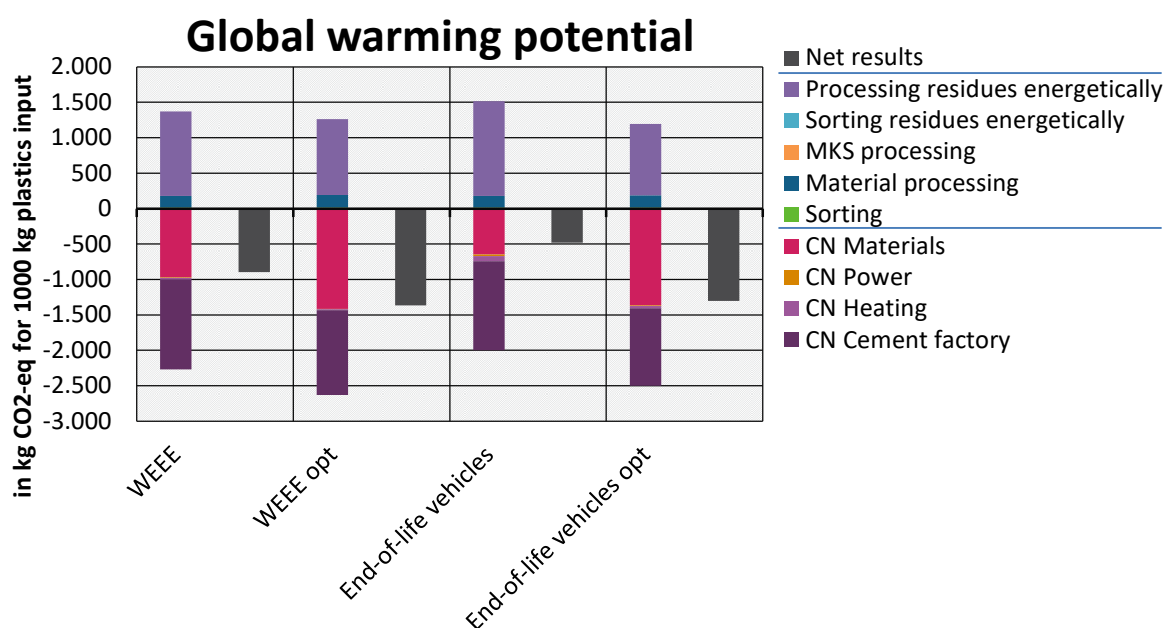 Global warming potential
in kg CO2-eq for 1000 kg plastics input
2.000
1.500
1.000
500
0
-500
-1.000
-1.500
-2.000
-2.500
-3.000
WEEE
WEEE opt
End-of-life vehicles
End-of-life vehicles opt
Net results
Processing residues energetically
Sorting residues energetically
MKS processing
Material processing
Sorting
CN Materials
CN Power
CN Heating
CN Cement factory